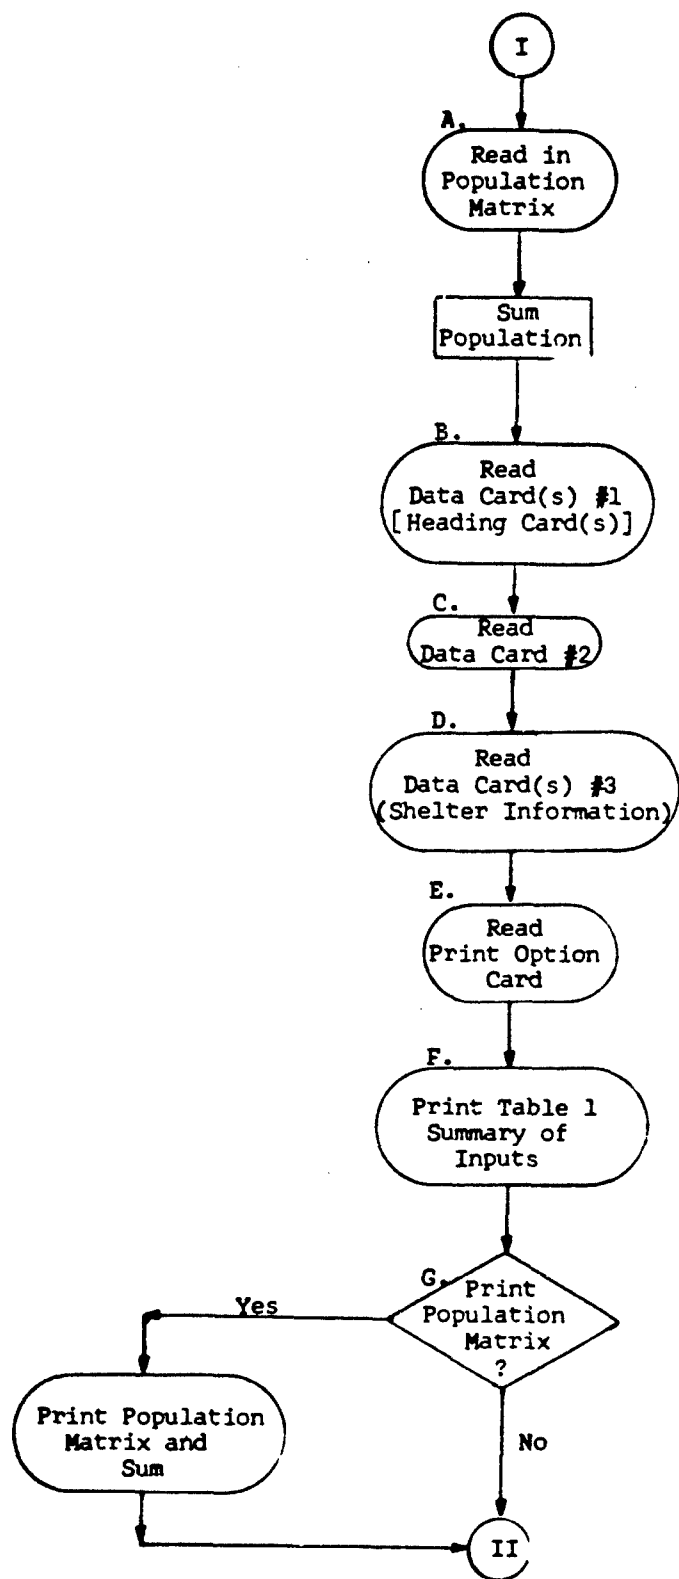 I
A.
Read in
Population
Matrix
Sum
Population
B.
Read
Data Card(s) #1
[Heading Card(s)]
C.
Read
Data Card #2
D.
Read
Data Card(s) #3
(Shelter Information)
E.
Read
Print Option
Card
F.
Print Table 1
Summary of
Inputs
G.
Print
Population
Matrix
?
Yes
Print Population
Matrix and
Sum
No
II